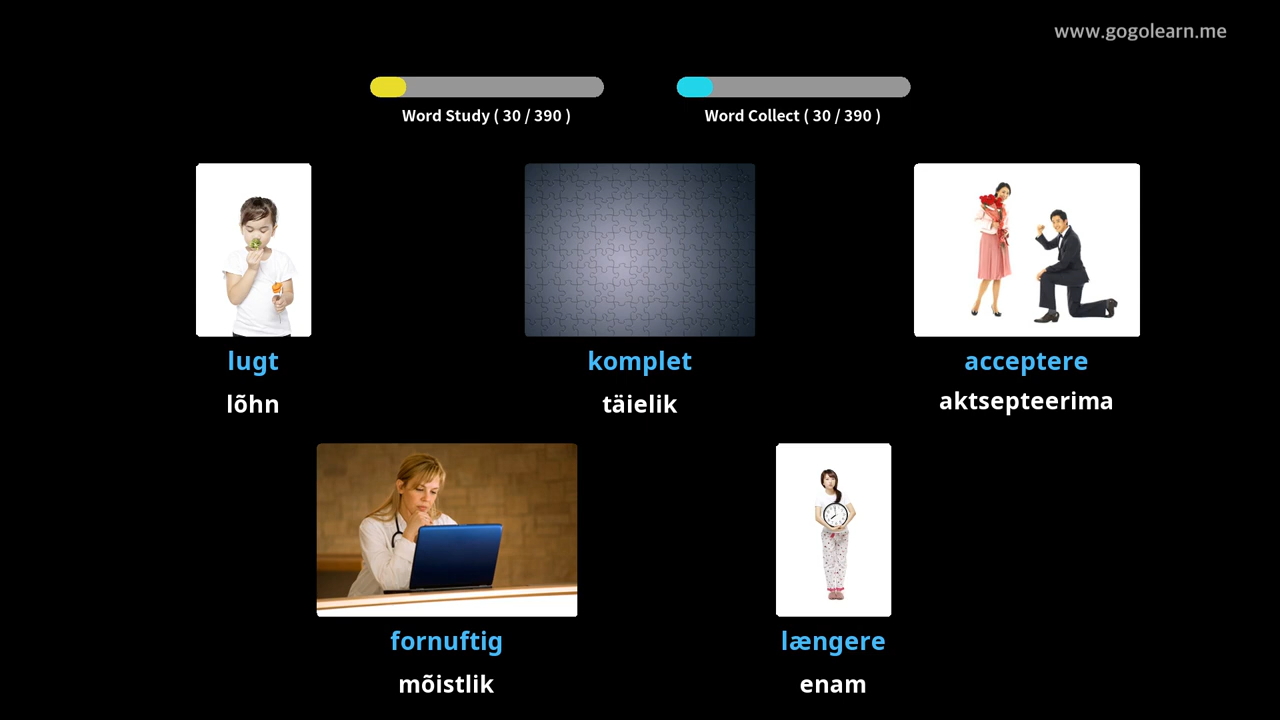 www.gogolearn.me
Word Study ( 30 / 390 )
Word Collect ( 30 / 390 )
lugt
lõhn
komplet
täielik
acceptere
aktsepteerima
fornuftig
mõistlik
længere
enam